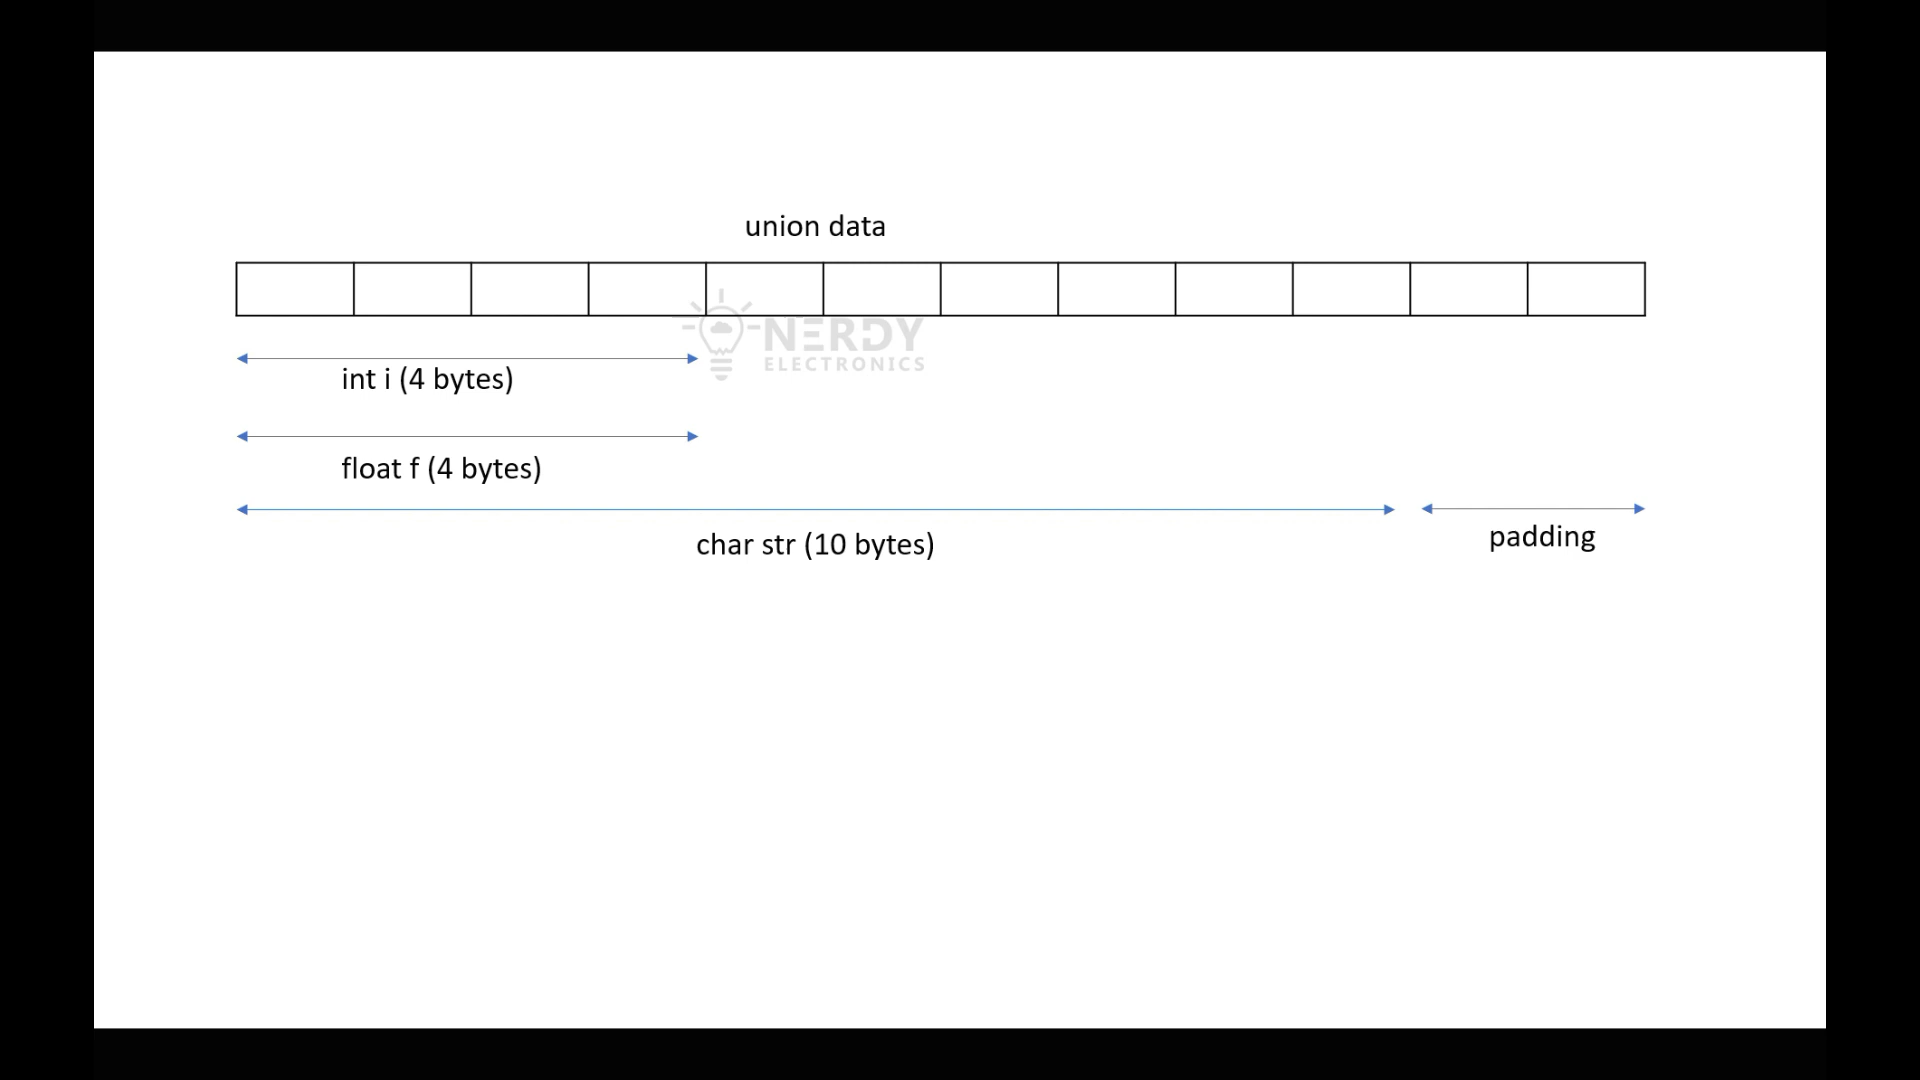 union data
NERDY
ELECTRONICS
int i (4 bytes)
float f (4 bytes)
char str (10 bytes)
padding